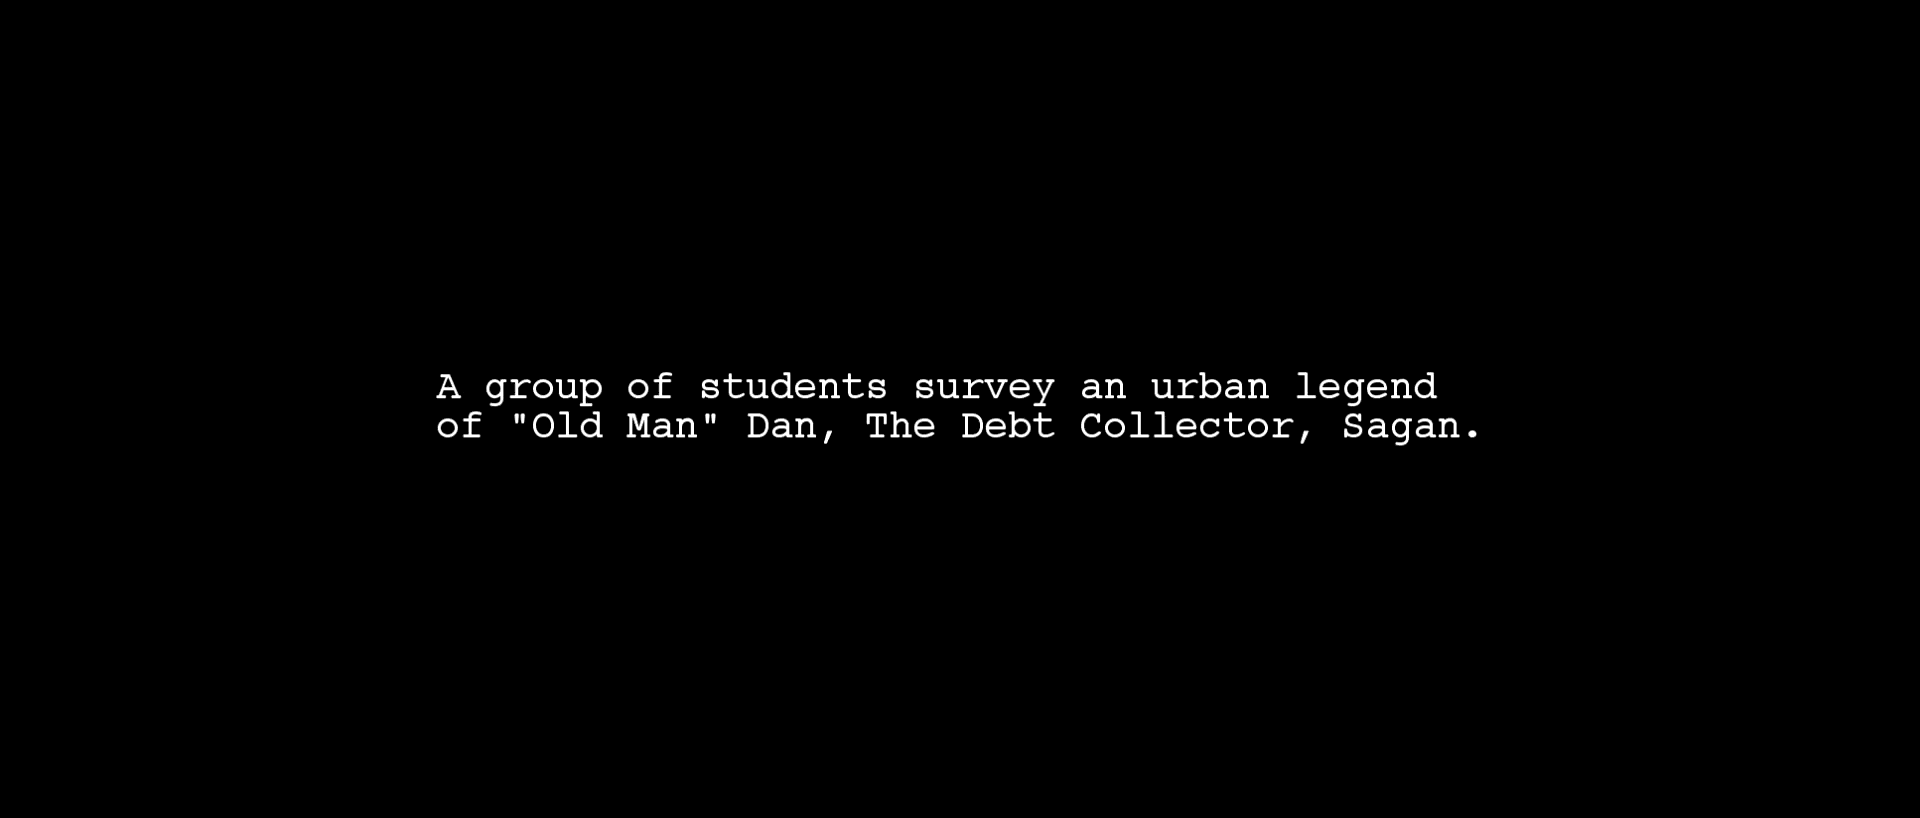 A group of students survey an urban legend
of "Old Man" Dan, The Debt Collector, Sagan.